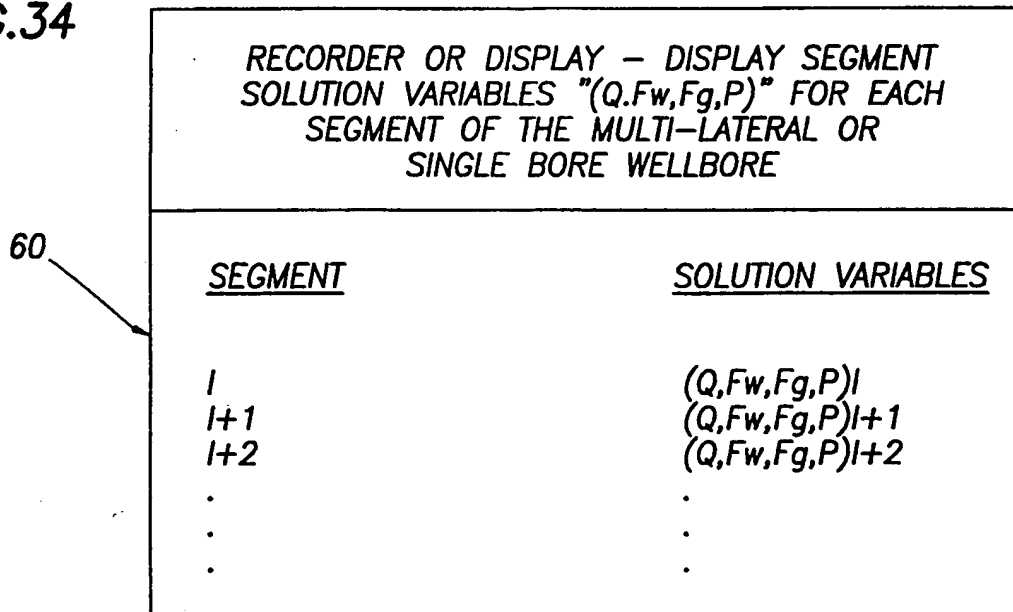 G.34
RECORDER OR DISPLAY – DISPLAY SEGMENT
SOLUTION VARIABLES "(Q.Fw,Fg,P)" FOR EACH
SEGMENT OF THE MULTI–LATERAL OR
SINGLE BORE WELLBORE
60
SEGMENT SOLUTION VARIABLES
I (Q,Fw,Fg,P)I
I+1 (Q,Fw,Fg,P)I+1
I+2 (Q,Fw,Fg,P)I+2
. .
. .
. .